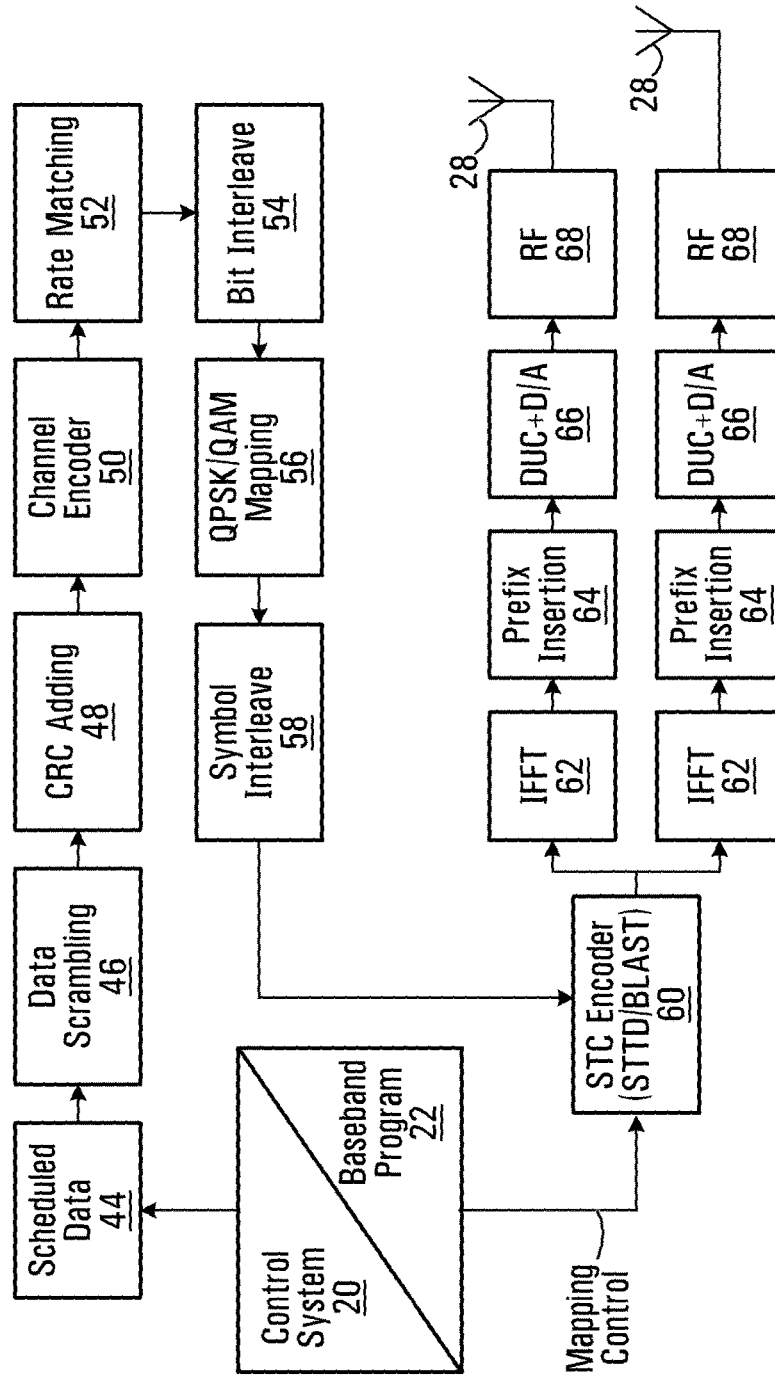 Scheduled
Data
44
Data
Scrambling
46
CRC Adding
48
Channel
Encoder
50
Rate Matching
52
Control
System
20
Baseband
Program
22
Symbol
Interleave
58
QPSK/QAM
Mapping
56
Bit Interleave
54
Mapping
Control
STC Encoder
(STTD/BLAST)
60
IFFT
62
Prefix
Insertion
64
DUC+D/A
66
RF
68
28
IFFT
62
Prefix
Insertion
64
DUC+D/A
66
RF
68
28